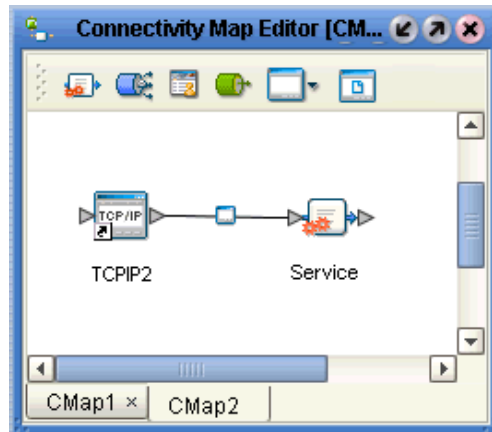 Connectivity Map Editor [CM...
TCP/IP
TCPIP2
Service
CMap1 ×
CMap2